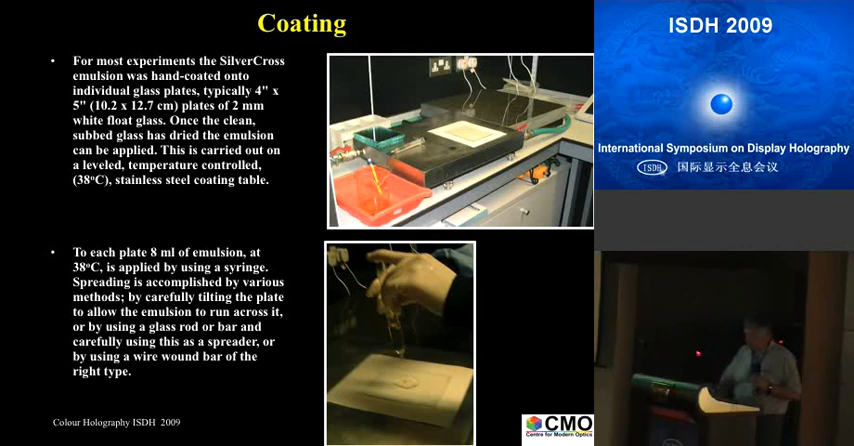 Coating
• For most experiments the SilverCross
emulsion was hand-coated onto
individual glass plates, typically 4" x
5" (10.2 x 12.7 cm) plates of 2 mm
white float glass. Once the clean,
subbed glass has dried the emulsion
can be applied. This is carried out on
a leveled, temperature controlled,
(38ºC), stainless steel coating table.
• To each plate 8 ml of emulsion, at
38ºC, is applied by using a syringe.
Spreading is accomplished by various
methods; by carefully tilting the plate
to allow the emulsion to run across it,
or by using a glass rod or bar and
carefully using this as a spreader, or
by using a wire wound bar of the
right type.
Colour Holography ISDH 2009
CMO
Centre for Modern Optics
ISDH 2009
International Symposium on Display Holography
ISDH 国际显示全息会议